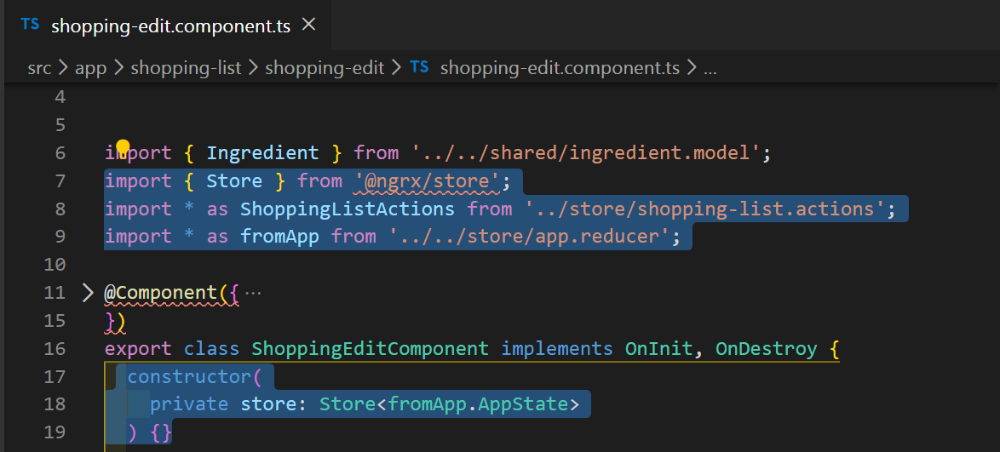 TS shopping-edit.component.ts ×
src > app > shopping-list > shopping-edit > TS shopping-edit.component.ts > ...
4
5
6 import { Ingredient } from '../../shared/ingredient.model';
7 import { Store } from '@ngrx/store';
8 import * as ShoppingListActions from '../store/shopping-list.actions';
9 import * as fromApp from '../../store/app.reducer';
10
11 > @Component({ ···
15 })
16 export class ShoppingEditComponent implements OnInit, OnDestroy {
17 constructor(
18 private store: Store<fromApp.AppState>
19 ) {}